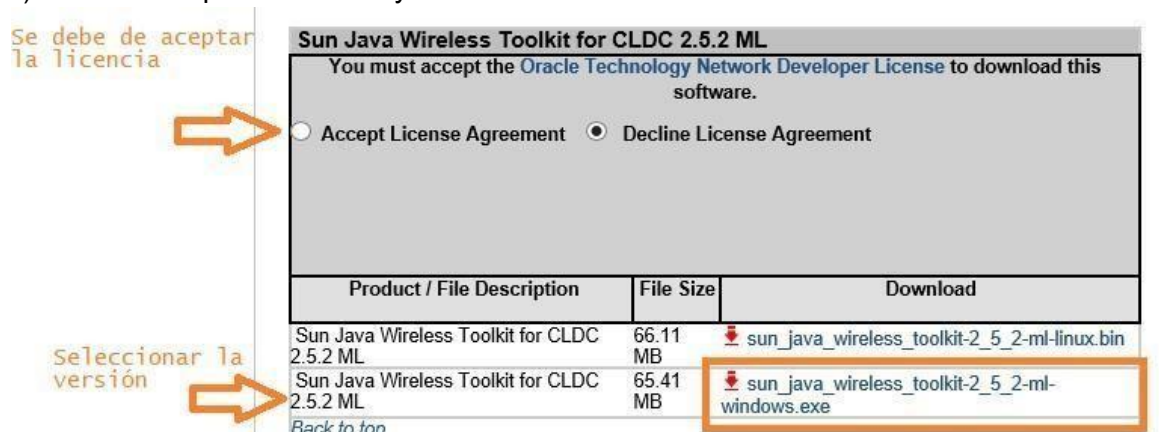 Se debe de aceptar
la licencia
Sun Java Wireless Toolkit for CLDC 2.5.2 ML
You must accept the Oracle Technology Network Developer License to download this
software.
Accept License Agreement Decline License Agreement
Product / File Description File Size Download
Sun Java Wireless Toolkit for CLDC 66.11 sun_java_wireless_toolkit-2_5_2-ml-linux.bin
2.5.2 ML MB
Seleccionar la
versión
Sun Java Wireless Toolkit for CLDC 65.41 sun_java_wireless_toolkit-2_5_2-ml-
2.5.2 ML MB windows.exe
Back to top